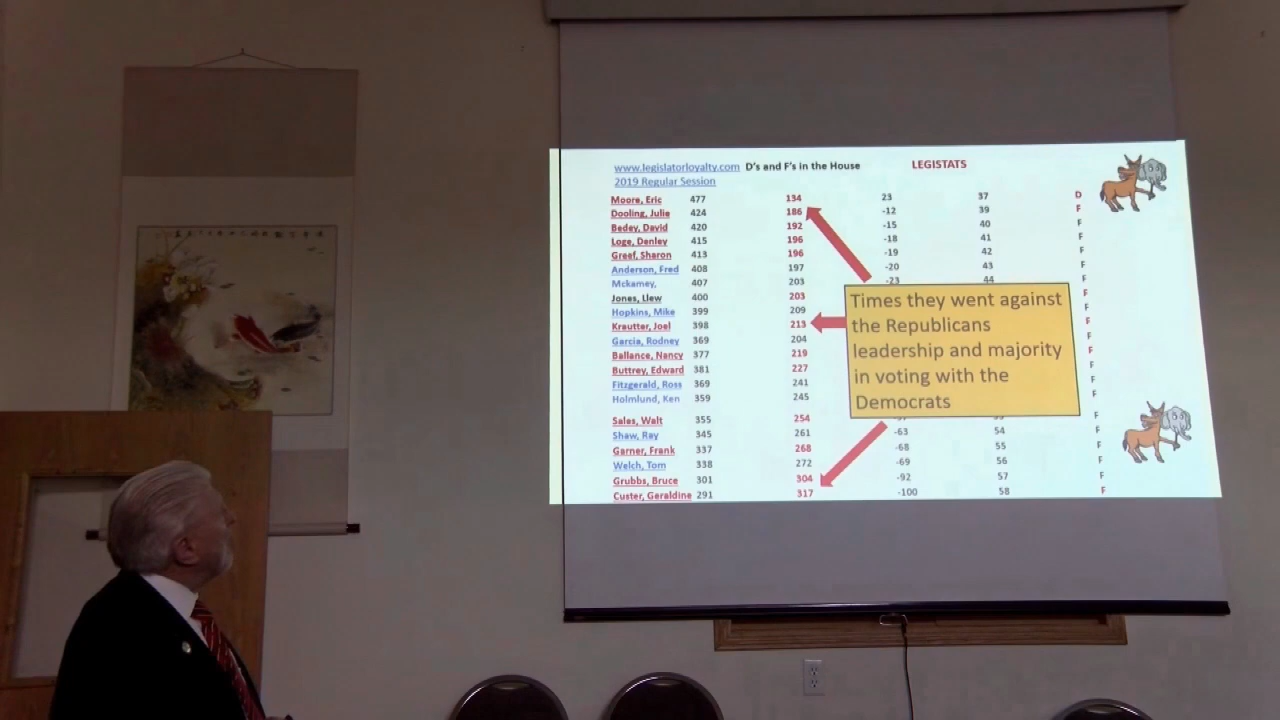 www.legislatorloyalty.com D's and F's in the House LEGISTATS
2019 Regular Session
Moore, Eric 477 134 23 37 D
Dooling, Julie 424 186 -12 39 F
Bedey, David 420 192 -15 40 F
Loge, Denley 415 196 -18 41 F
Greef, Sharon 413 196 -19 42 F
Anderson, Fred 408 197 -20 43 F
Mckamey, 407 203 -23 44 F
Jones, Llew 400 203 F
Hopkins, Mike 399 209 F
Krautter, Joel 398 213 F
Garcia, Rodney 369 204 F
Ballance, Nancy 377 219 F
Buttrey, Edward 381 227 F
Fitzgerald, Ross 369 241 F
Holmlund, Ken 359 245 F
Sales, Walt 355 254 F
Shaw, Ray 345 261 -63 54 F
Garner, Frank 337 268 -68 55 F
Welch, Tom 338 272 -69 56 F
Grubbs, Bruce 301 304 -92 57 F
Custer, Geraldine 291 317 -100 58 F
Times they went against
the Republicans
leadership and majority
in voting with the
Democrats